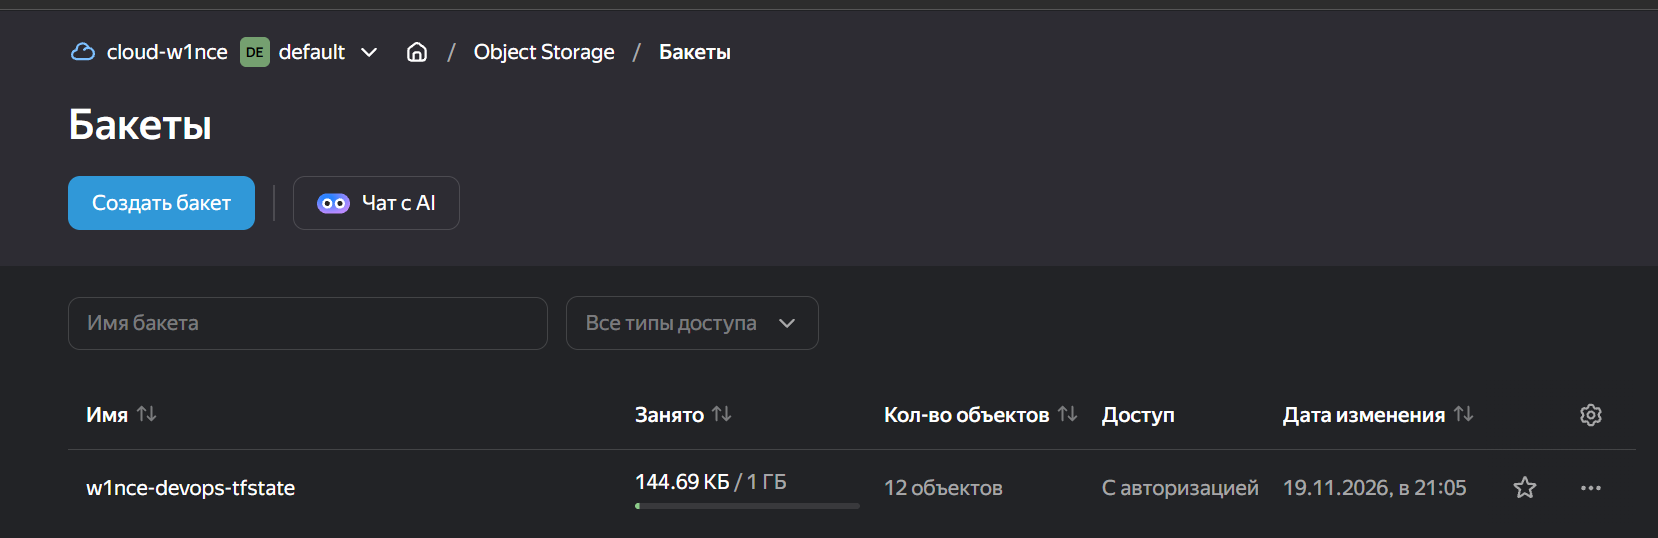 cloud-w1nce DE default / Object Storage / Бакеты
Бакеты
Создать бакет Чат с AI
Имя бакета Все типы доступа
Имя Занято Кол-во объектов Доступ Дата изменения
w1nce-devops-tfstate 144.69 КБ / 1 ГБ 12 объектов С авторизацией 19.11.2026, в 21:05